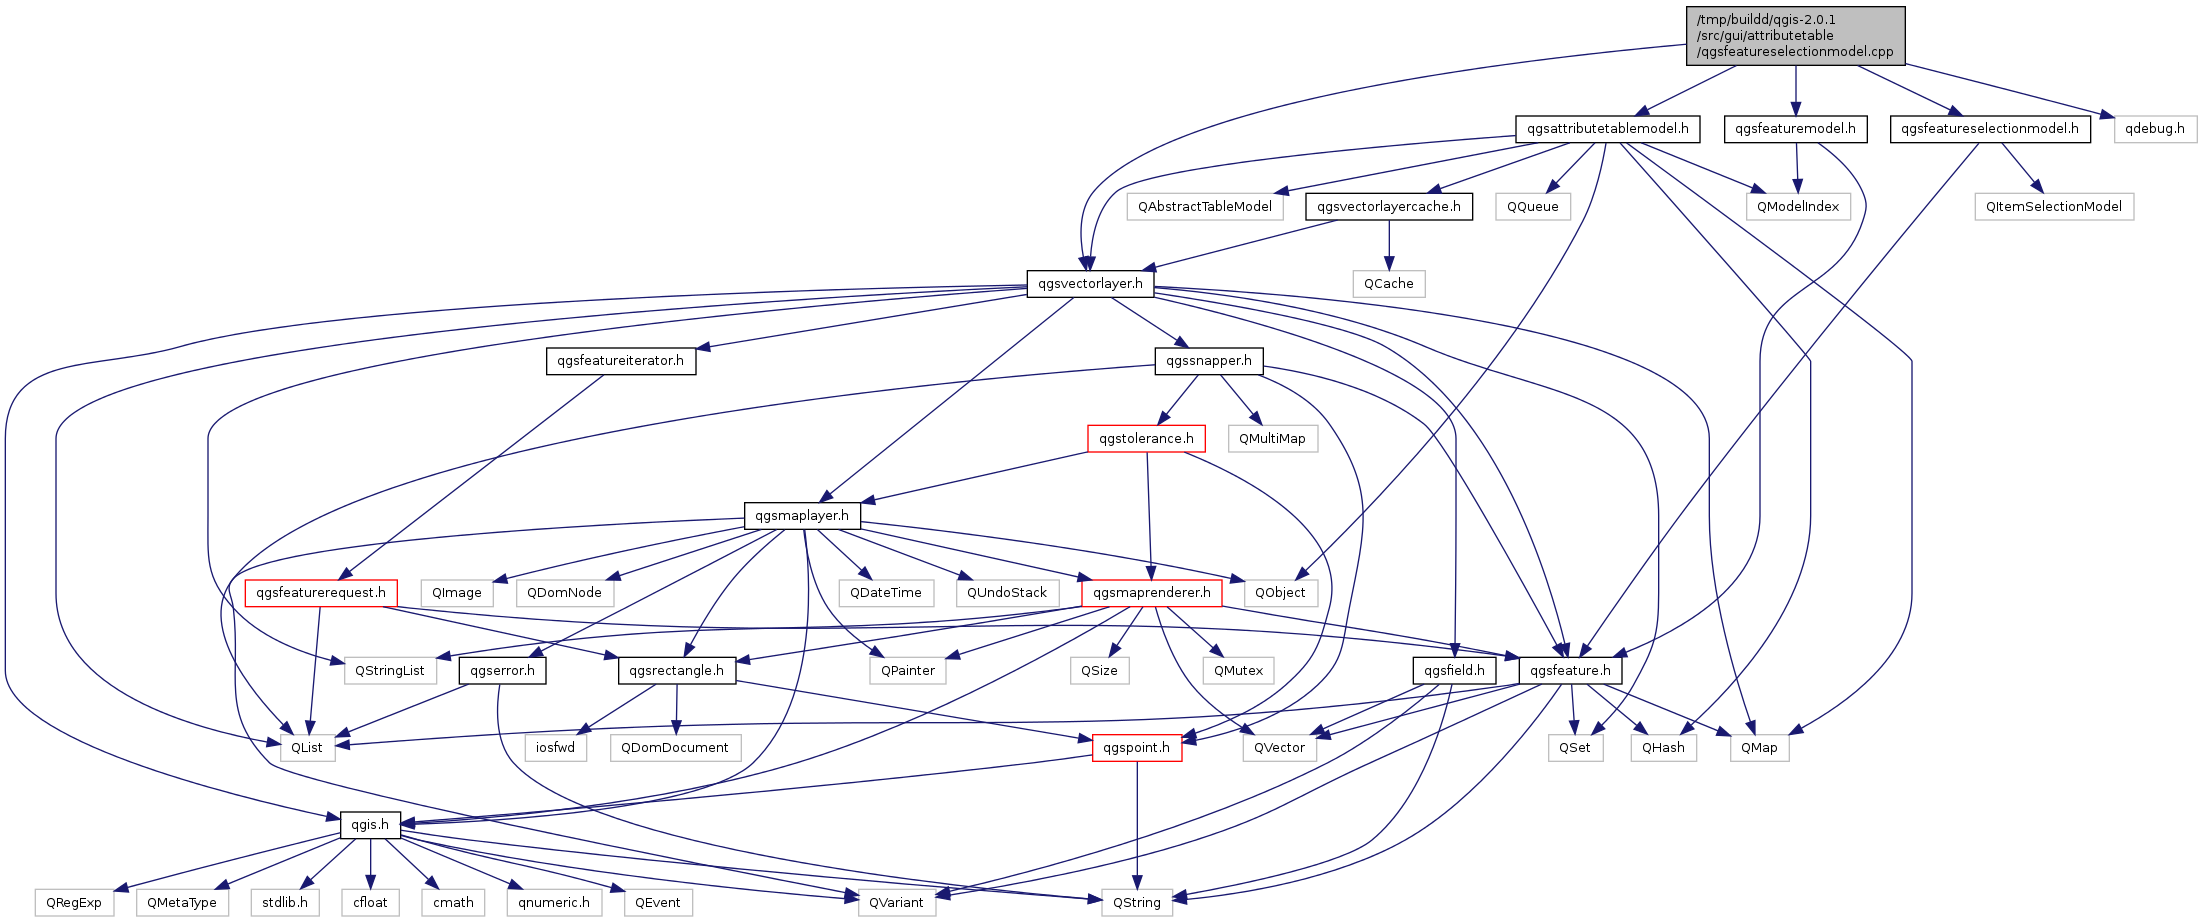 /tmp/buildd/qgis-2.0.1
/src/gui/attributetable
/qgsfeatureselectionmodel.cpp
qgsattributetablemodel.h
qgsfeaturemodel.h
qgsfeatureselectionmodel.h
qdebug.h
QAbstractTableModel
qgsvectorlayercache.h
QQueue
QModelIndex
QItemSelectionModel
qgsvectorlayer.h
QCache
qgsfeatureiterator.h
qgssnapper.h
qgstolerance.h
QMultiMap
qgsmaplayer.h
qgsfeaturerequest.h
QImage
QDomNode
QDateTime
QUndoStack
qgsmaprenderer.h
QObject
QStringList
qgserror.h
qgsrectangle.h
QPainter
QSize
QMutex
qgsfield.h
qgsfeature.h
QList
iosfwd
QDomDocument
qgspoint.h
QVector
QSet
QHash
QMap
qgis.h
QRegExp
QMetaType
stdlib.h
cfloat
cmath
qnumeric.h
QEvent
QVariant
QString